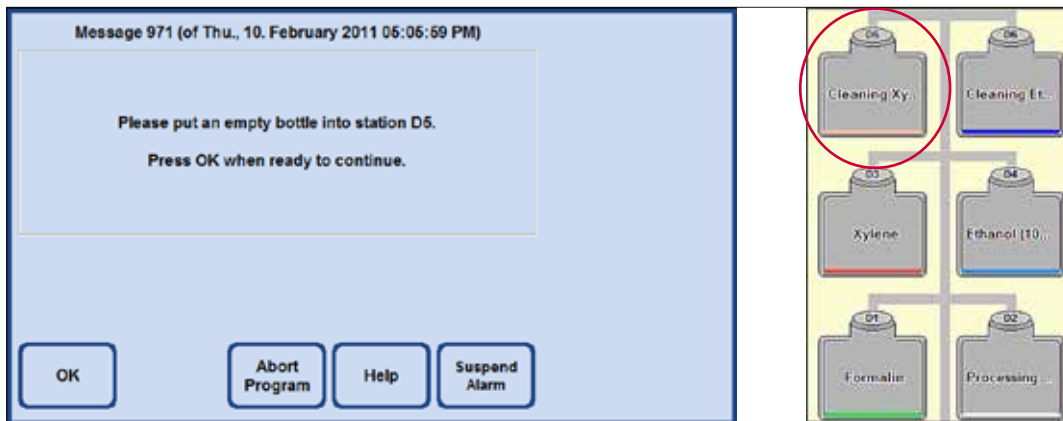 Message 971 (of Thu., 10. February 2011 05:05:59 PM)
Please put an empty bottle into station D5.
Press OK when ready to continue.
OK
Abort
Program
Help
Suspend
Alarm
D5
D6
Cleaning Xy..
Cleaning Et...
D3
D4
Xylene
Ethanol (10...
D1
D2
Formalin
Processing ...